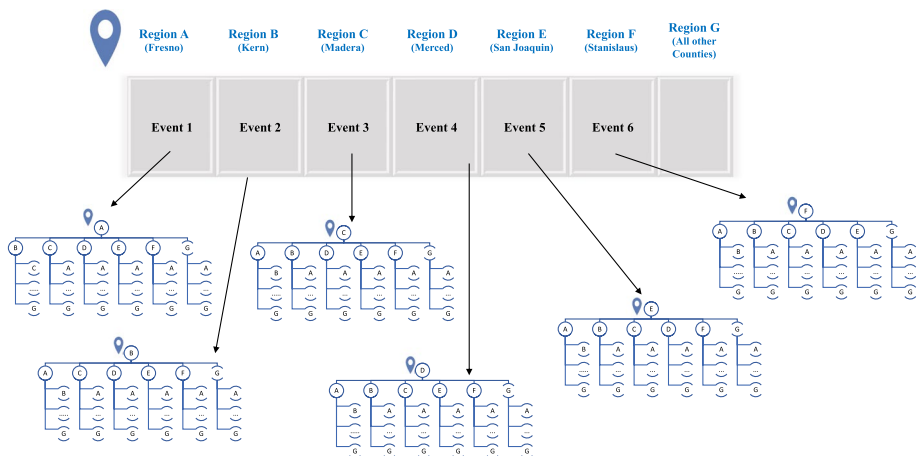 Region A Region B Region C Region D Region E Region F Region G
(Fresno) (Kern) (Madera) (Merced) (San Joaquin) (Stanislaus) (All other
Counties)
Event 1 Event 2 Event 3 Event 4 Event 5 Event 6
A
B C D E F G
C A A A A A
..... ... ... ... ... ...
G G G G G G
B
A C D E F G
B A A A A A
..... ... ... ... ... ...
G G G G G G
C
A B D E F G
B A A A A A
..... ... ... ... ... ...
G G G G G G
D
A B C E F G
B A A A A A
..... ... ... ... ... ...
G G G G G G
E
A B C D F G
B A A A A A
..... ... ... ... ... ...
G G G G G G
F
A B C D E G
B A A A A A
..... ... ... ... ... ...
G G G G G G